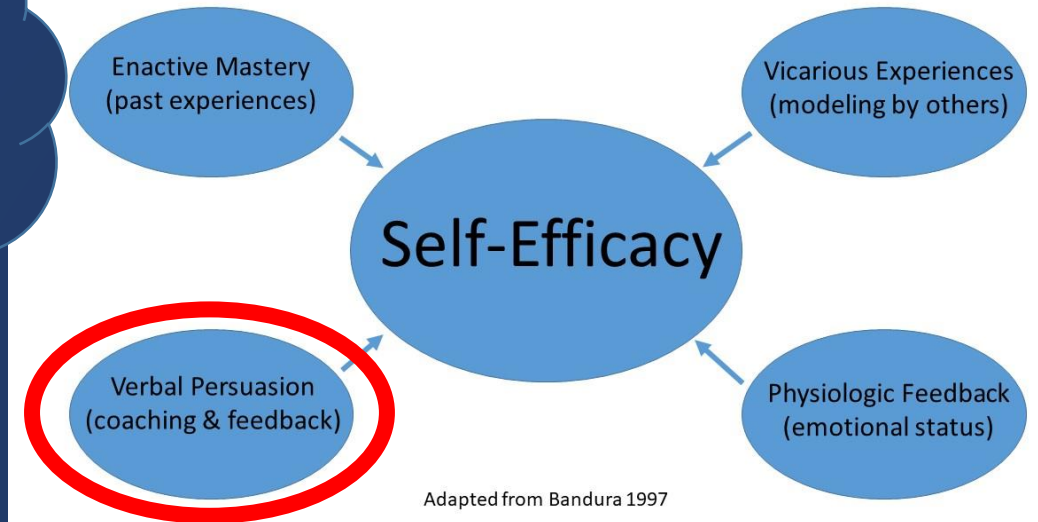 Enactive Mastery
(past experiences)
Vicarious Experiences
(modeling by others)
Self-Efficacy
Verbal Persuasion
(coaching & feedback)
Physiologic Feedback
(emotional status)
Adapted from Bandura 1997